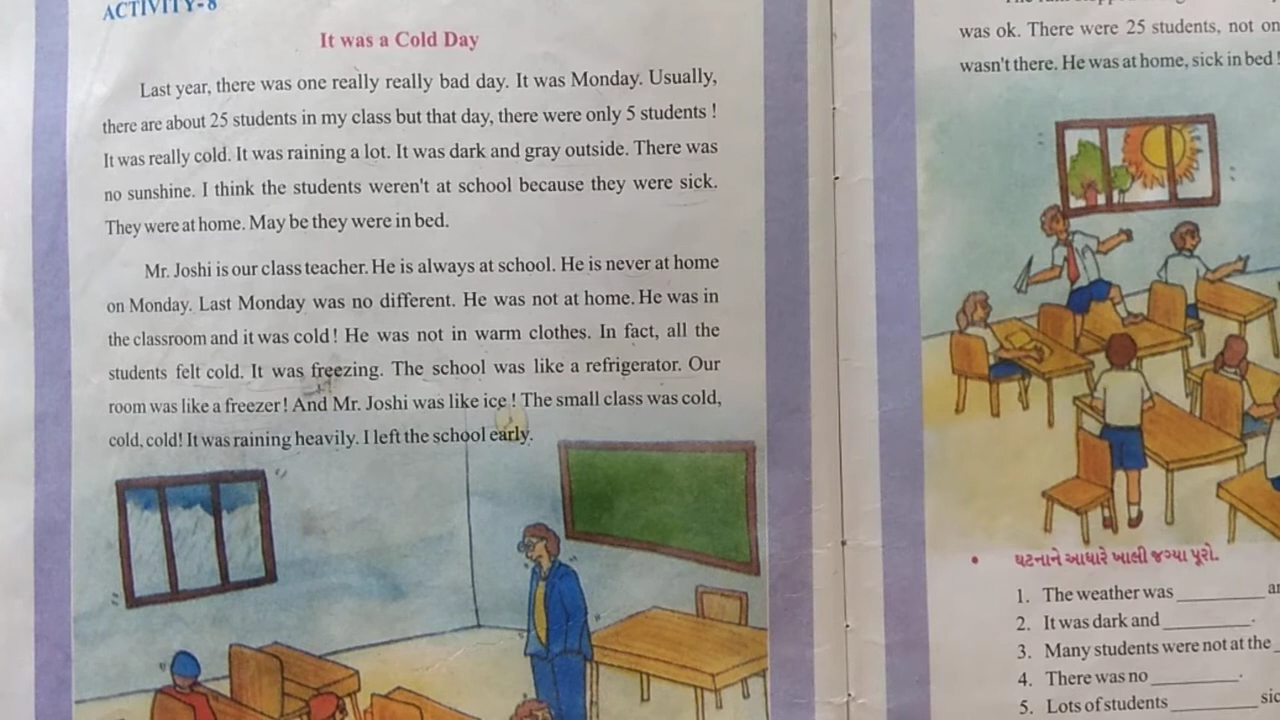 ACTIVITY-8
It was a Cold Day
Last year, there was one really really bad day. It was Monday. Usually,
there are about 25 students in my class but that day, there were only 5 students !
It was really cold. It was raining a lot. It was dark and gray outside. There was
no sunshine. I think the students weren't at school because they were sick.
They were at home. May be they were in bed.
Mr. Joshi is our class teacher. He is always at school. He is never at home
on Monday. Last Monday was no different. He was not at home. He was in
the classroom and it was cold! He was not in warm clothes. In fact, all the
students felt cold. It was freezing. The school was like a refrigerator. Our
room was like a freezer! And Mr. Joshi was like ice ! The small class was cold,
cold, cold! It was raining heavily. I left the school early.
was ok. There were 25 students, not on
wasn't there. He was at home, sick in bed !
• ઘટનાને આધારે ખાલી જગ્યા પૂરો.
1. The weather was _________ a
2. It was dark and _________.
3. Many students were not at the _
4. There was no _________.
5. Lots of students _________ sic